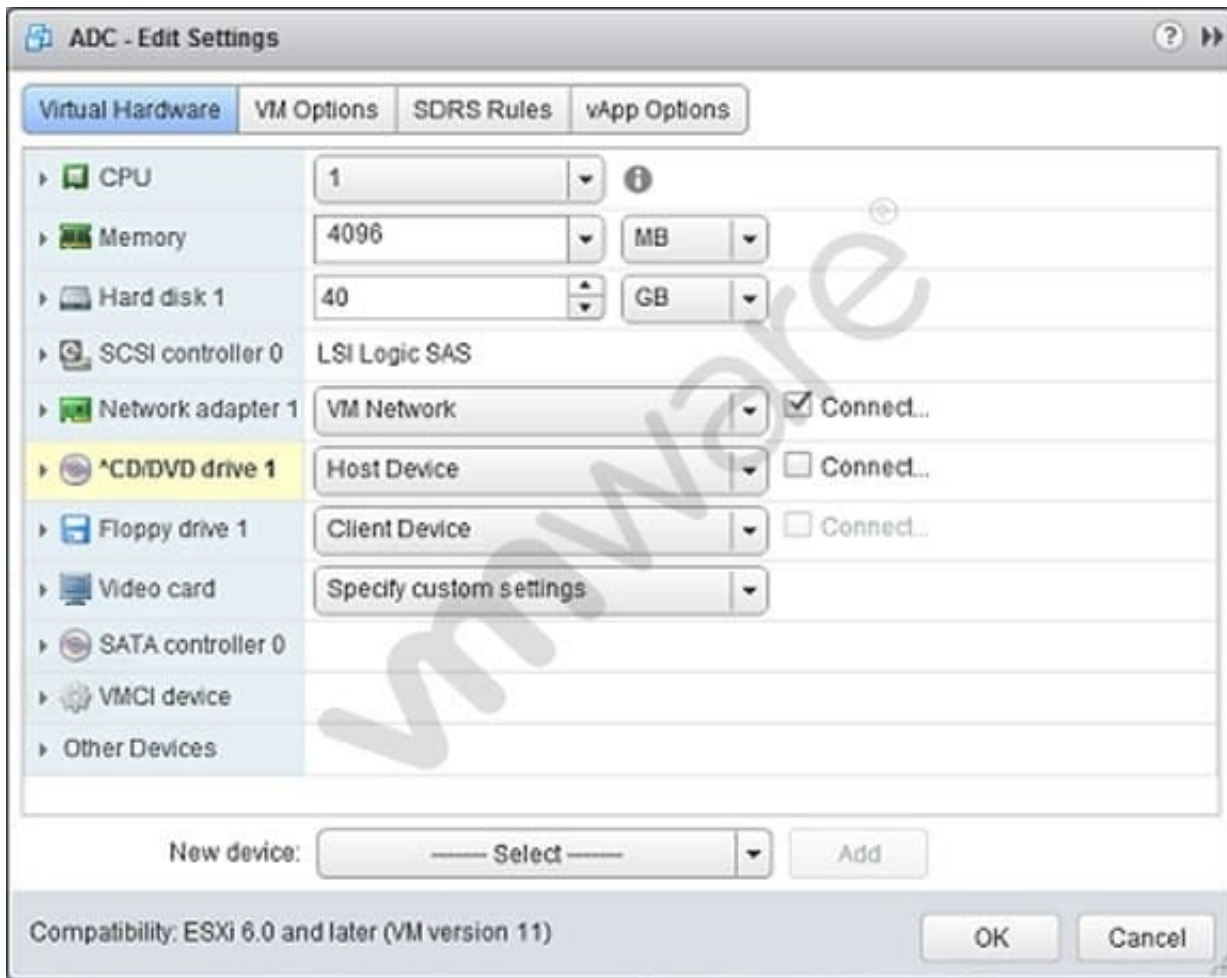 ADC - Edit Settings
Virtual Hardware VM Options SDRS Rules vApp Options
CPU 1
Memory 4096 MB
Hard disk 1 40 GB
SCSI controller 0 LSI Logic SAS
Network adapter 1 VM Network Connect...
^CD/DVD drive 1 Host Device Connect...
Floppy drive 1 Client Device Connect...
Video card Specify custom settings
SATA controller 0
VMCI device
Other Devices
New device: ------- Select ------- Add
Compatibility: ESXi 6.0 and later (VM version 11) OK Cancel
vmware®